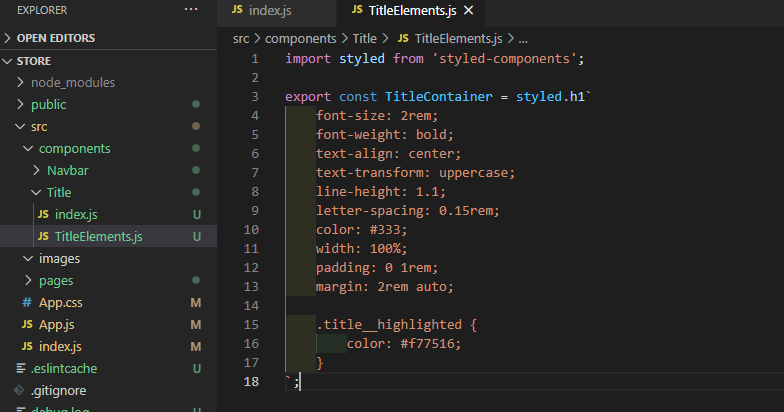 EXPLORER
...
OPEN EDITORS
STORE
node_modules
public
src
components
Navbar
Title
JS index.js U
JS TitleElements.js U
images
pages
# App.css M
JS App.js M
JS index.js M
.eslintcache U
.gitignore
debug.log
JS index.js
JS TitleElements.js ×
src > components > Title > JS TitleElements.js > ...
1 import styled from 'styled-components';
2
3 export const TitleContainer = styled.h1`
4 font-size: 2rem;
5 font-weight: bold;
6 text-align: center;
7 text-transform: uppercase;
8 line-height: 1.1;
9 letter-spacing: 0.15rem;
10 color: #333;
11 width: 100%;
12 padding: 0 1rem;
13 margin: 2rem auto;
14
15 .title__highlighted {
16 color: #f77516;
17 }
18 `;